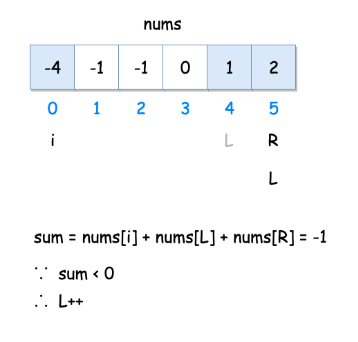 nums
-4 -1 -1 0 1 2
0 1 2 3 4 5
i L R
L
sum = nums[i] + nums[L] + nums[R] = -1
∵ sum < 0
∴ L++